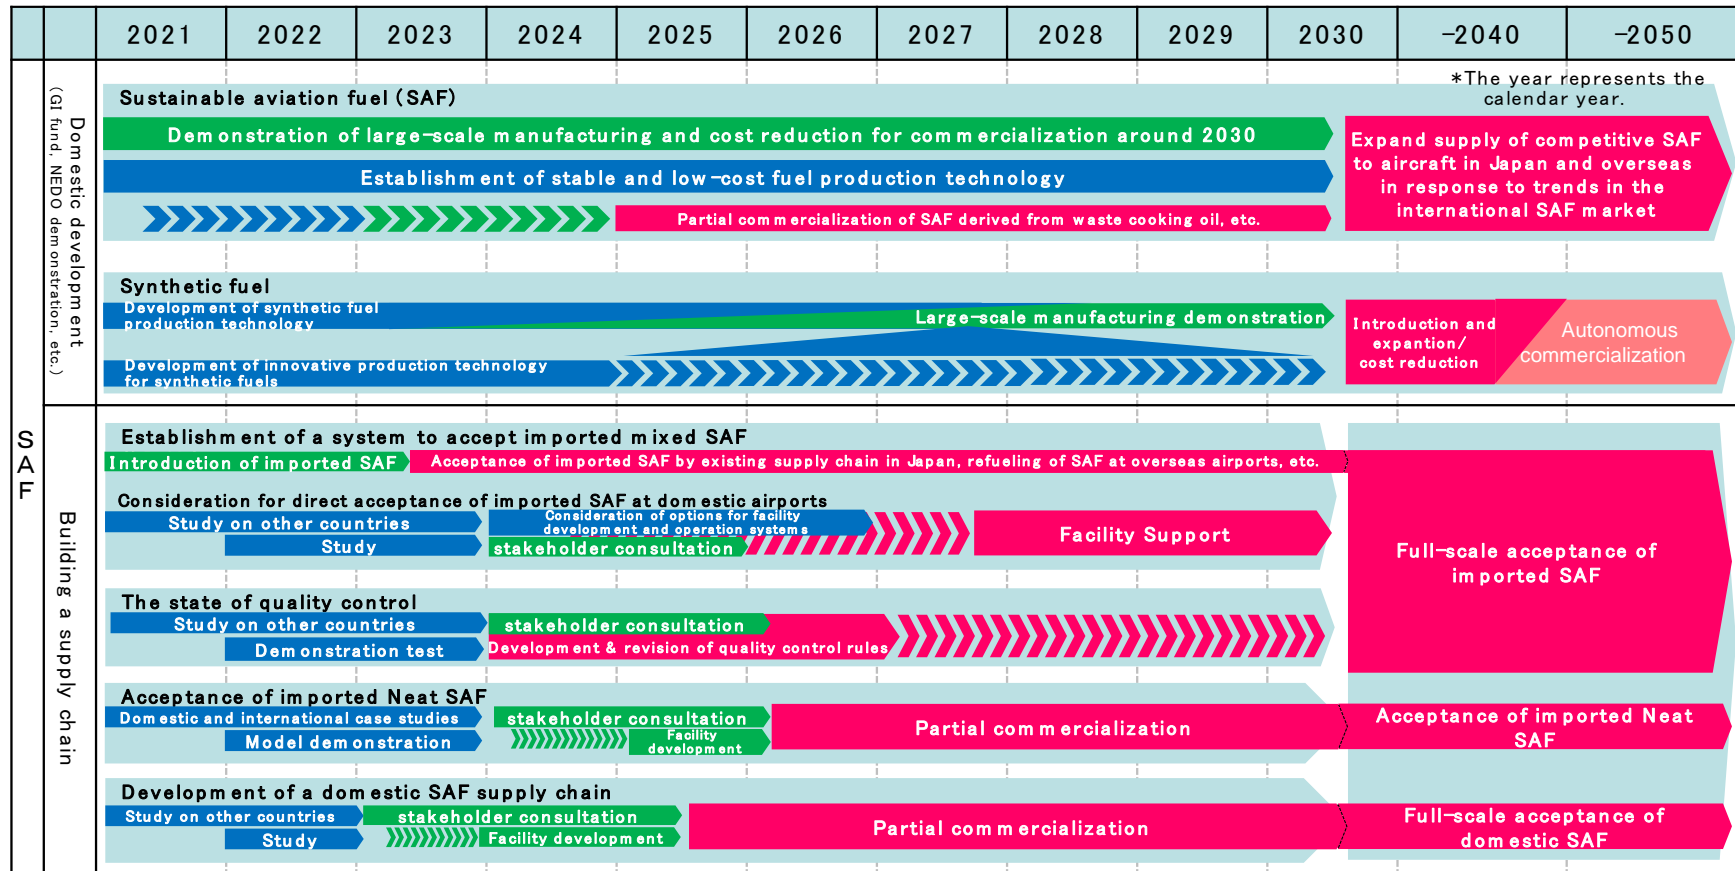 2021 2022 2023 2024 2025 2026 2027 2028 2029 2030 -2040 -2050
*The year represents the
calendar year.
SAF
Domestic development
(GI fund, NEDO demonstration, etc.)
Sustainable aviation fuel (SAF)
Demonstration of large-scale manufacturing and cost reduction for commercialization around 2030
Establishment of stable and low-cost fuel production technology
Partial commercialization of SAF derived from waste cooking oil, etc.
Expand supply of competitive SAF
to aircraft in Japan and overseas
in response to trends in the
international SAF market
Synthetic fuel
Development of synthetic fuel
production technology
Large-scale manufacturing demonstration
Development of innovative production technology
for synthetic fuels
Introduction and
expantion/
cost reduction
Autonomous
commercialization
Building a supply chain
Establishment of a system to accept imported mixed SAF
Introduction of imported SAF
Acceptance of imported SAF by existing supply chain in Japan, refueling of SAF at overseas airports, etc.
Consideration for direct acceptance of imported SAF at domestic airports
Study on other countries
Consideration of options for facility
development and operation systems
Study
stakeholder consultation
Facility Support
Full-scale acceptance of
imported SAF
The state of quality control
Study on other countries
stakeholder consultation
Demonstration test
Development & revision of quality control rules
Acceptance of imported Neat SAF
Domestic and international case studies
stakeholder consultation
Model demonstration
Facility
development
Partial commercialization
Acceptance of imported Neat
SAF
Development of a domestic SAF supply chain
Study on other countries
stakeholder consultation
Study
Facility development
Partial commercialization
Full-scale acceptance of
domestic SAF